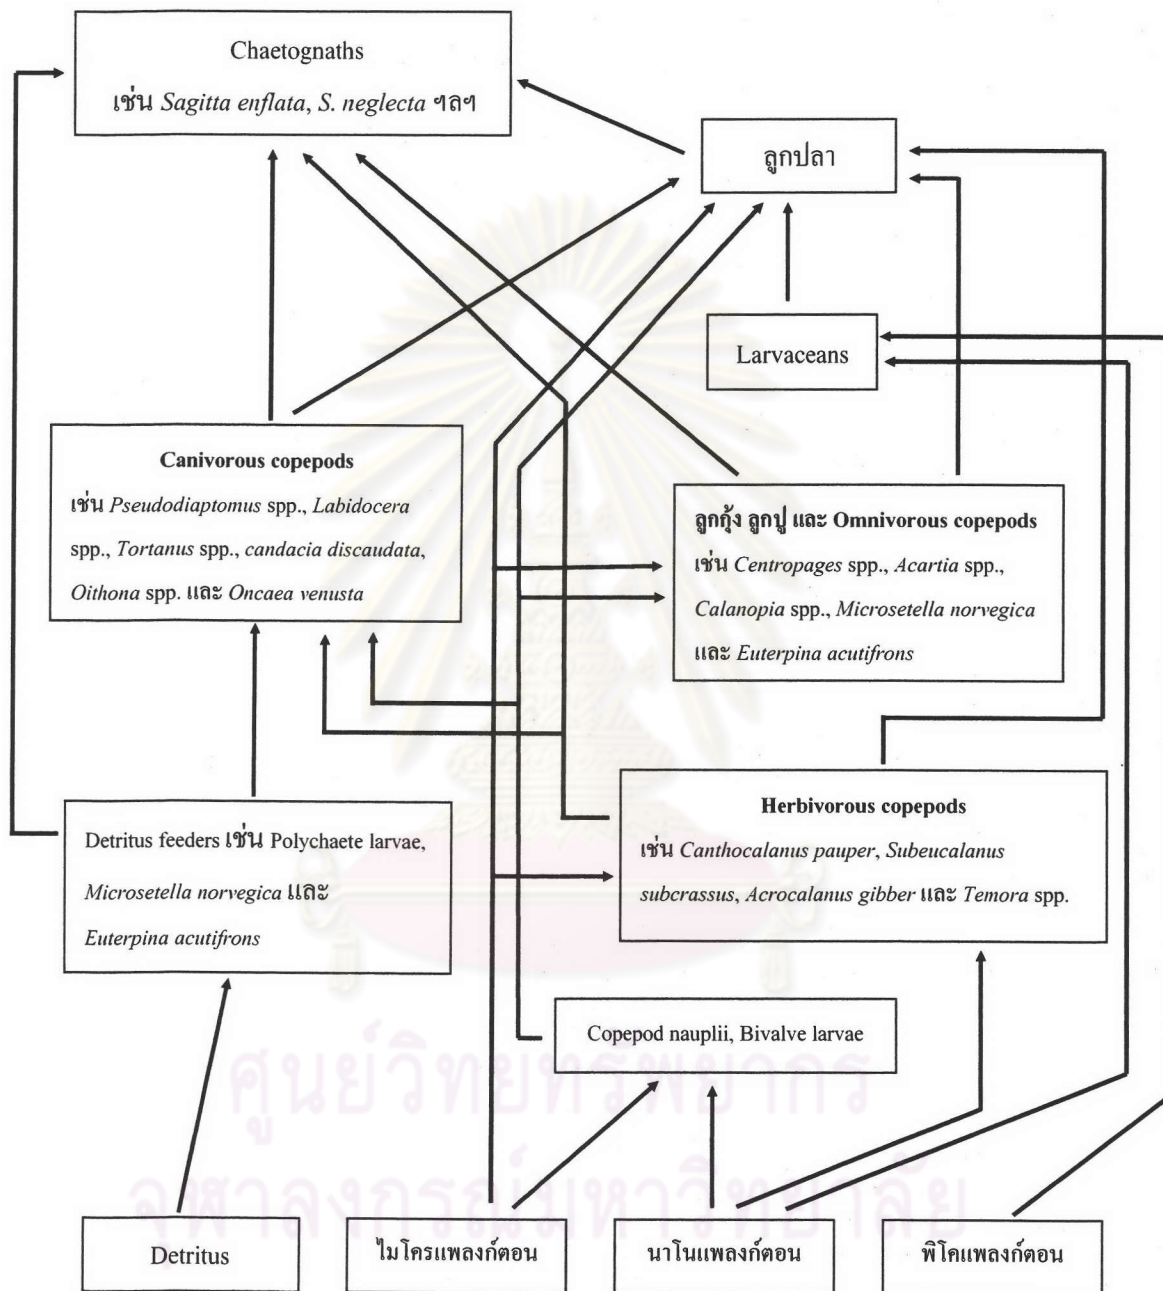 Chaetognaths
เช่น Sagitta enflata, S. neglecta ฯลฯ
ลูกปลา
Larvaceans
Canivorous copepods
เช่น Pseudodiaptomus spp., Labidocera
spp., Tortanus spp., candacia discaudata,
Oithona spp. และ Oncaea venusta
ลูกกุ้ง ลูกปู และ Omnivorous copepods
เช่น Centropages spp., Acartia spp.,
Calanopia spp., Microsetella norvegica
และ Euterpina acutifrons
Detritus feeders เช่น Polychaete larvae,
Microsetella norvegica และ
Euterpina acutifrons
Herbivorous copepods
เช่น Canthocalanus pauper, Subeucalanus
subcrassus, Acrocalanus gibber และ Temora spp.
Copepod nauplii, Bivalve larvae
ศูนย์วิทยทรัพยากร
จุฬาลงกรณ์มหาวิทยาลัย
Detritus
ไมโครแพลงก์ตอน
นาโนแพลงก์ตอน
พิโคแพลงก์ตอน